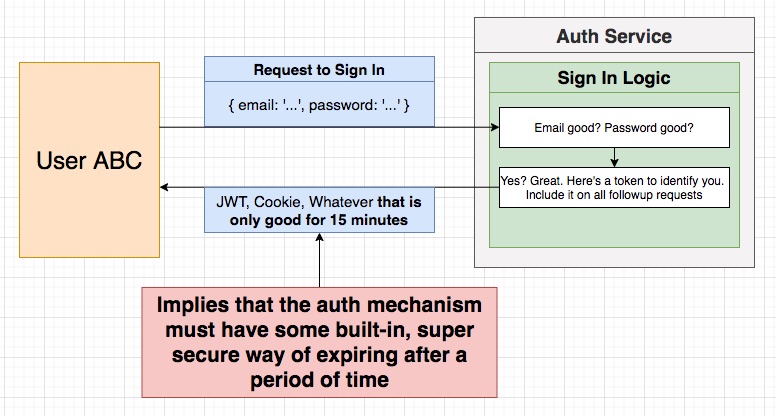 Auth Service
Request to Sign In
Sign In Logic
{ email: '...', password: '...' }
Email good? Password good?
User ABC
Yes? Great. Here's a token to identify you.
Include it on all followup requests
JWT, Cookie, Whatever that is
only good for 15 minutes
Implies that the auth mechanism
must have some built-in, super
secure way of expiring after a
period of time